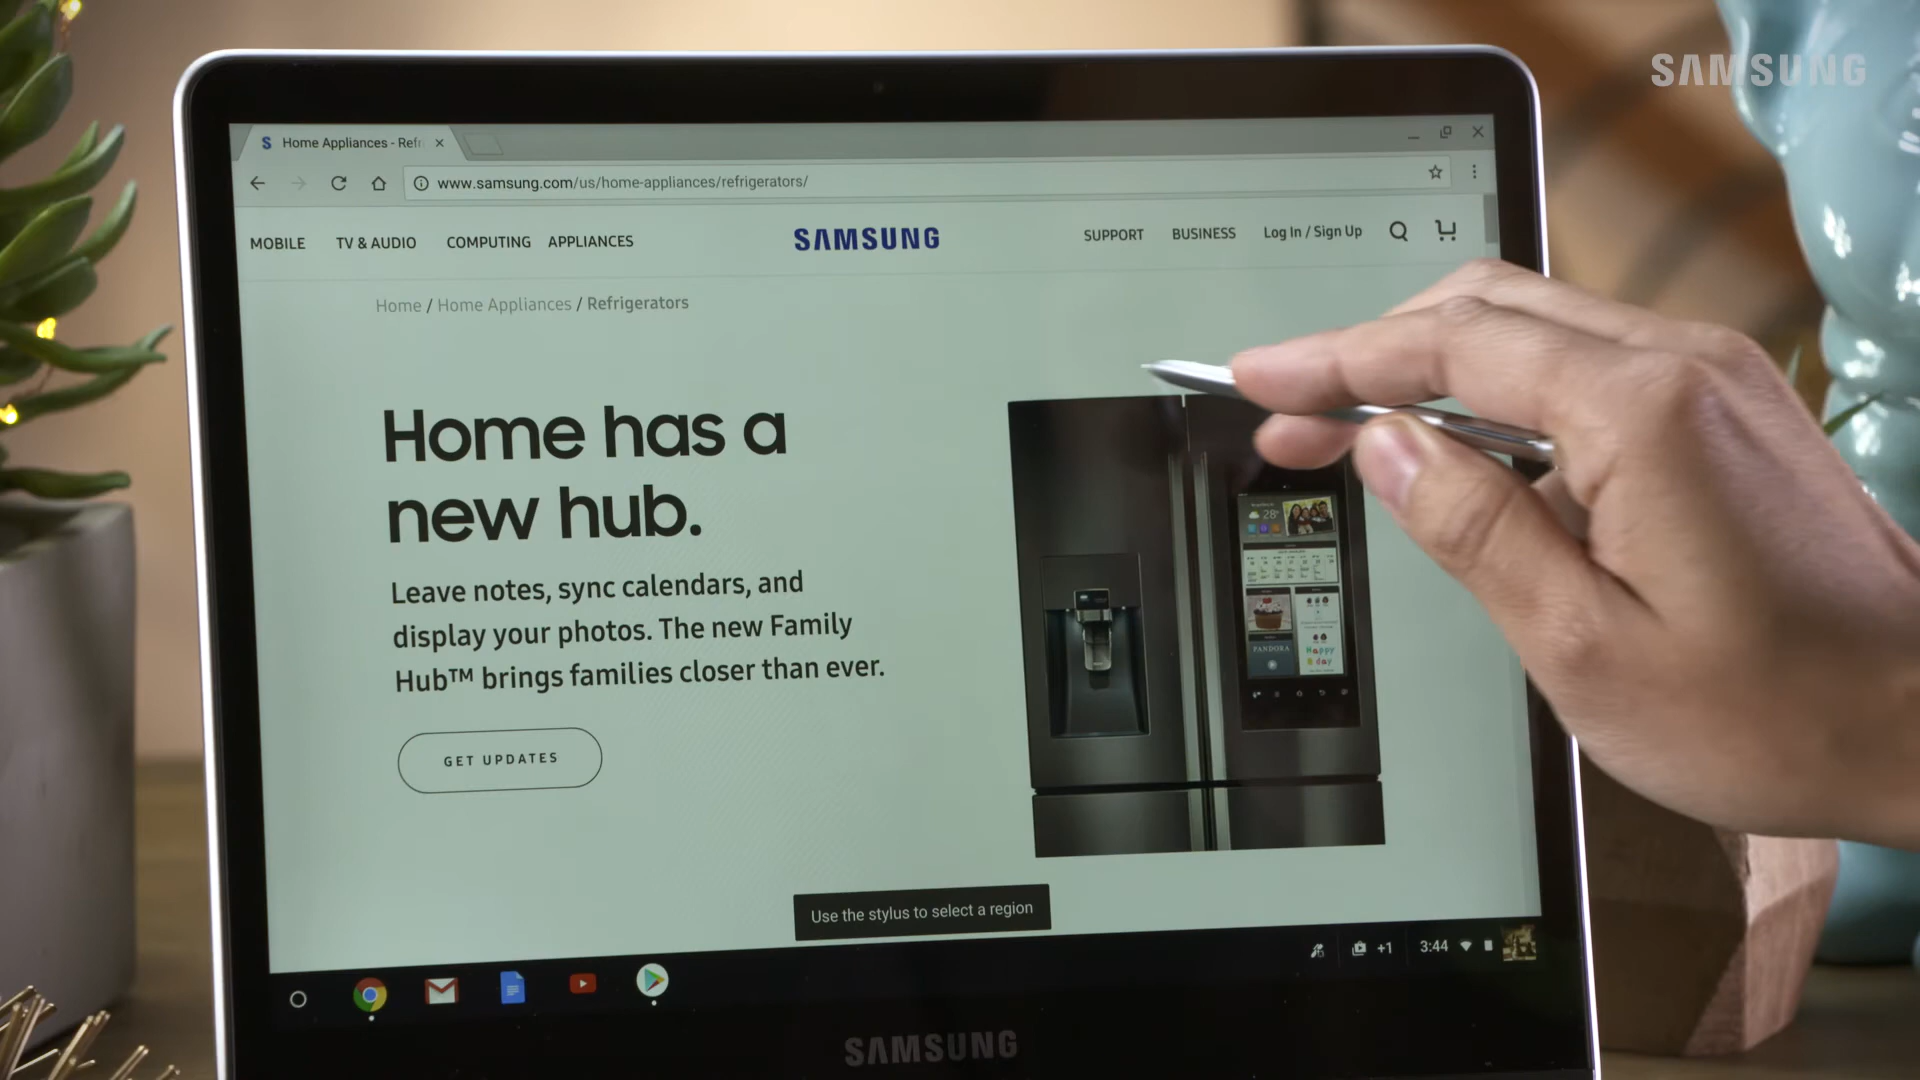 SAMSUNG
Home Appliances - Refr
www.samsung.com/us/home-appliances/refrigerators/
MOBILE TV & AUDIO COMPUTING APPLIANCES SAMSUNG SUPPORT BUSINESS Log In / Sign Up
Home / Home Appliances / Refrigerators
Home has a
new hub.
Leave notes, sync calendars, and
display your photos. The new Family
Hub™ brings families closer than ever.
GET UPDATES
28°
PANDORA
Happy
Use the stylus to select a region
+1 3:44
SAMSUNG